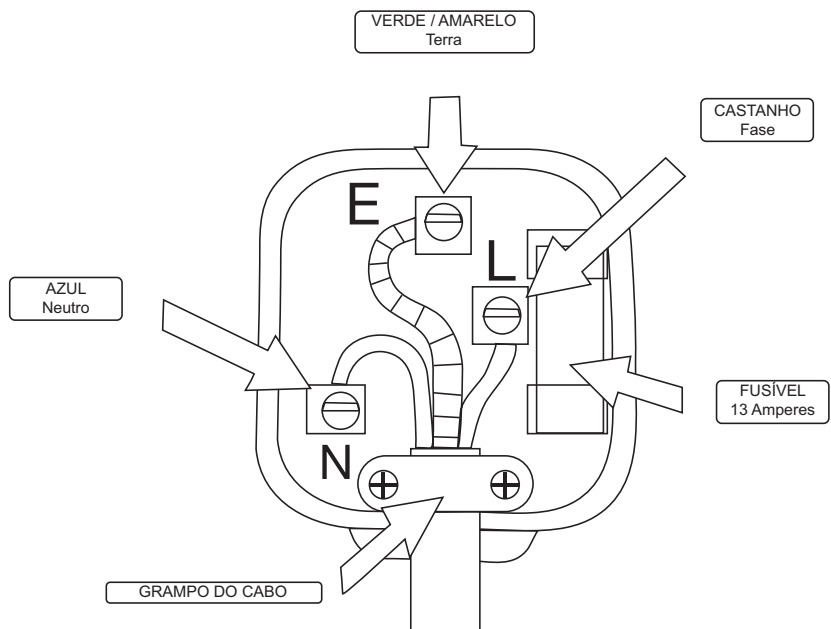 VERDE / AMARELO
Terra
CASTANHO
Fase
E
L
AZUL
Neutro
FUSÍVEL
13 Amperes
N
GRAMPO DO CABO